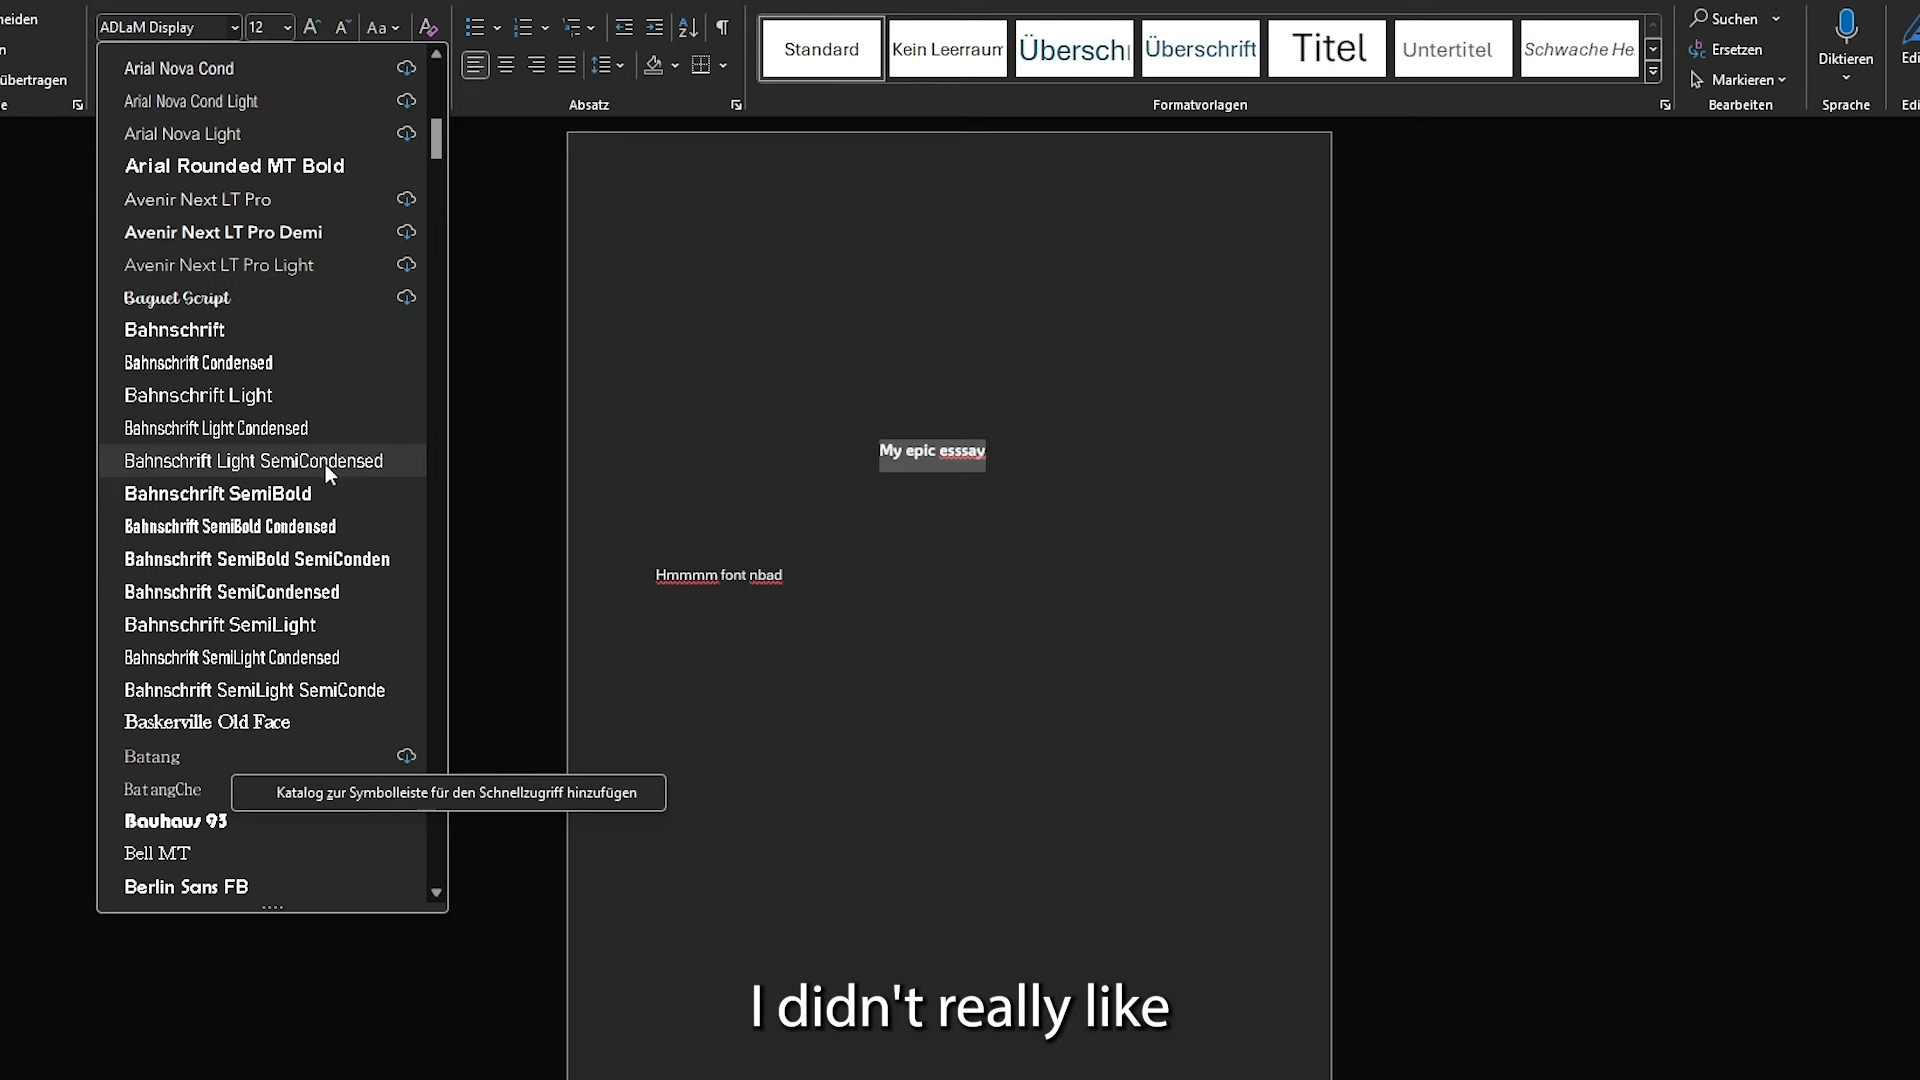 neiden
n
übertragen
e
ADLaM Display
12
Aa
Absatz
Standard
Kein Leerraum
Überschri
Überschrift
Titel
Untertitel
Schwache He
Formatvorlagen
Suchen
Ersetzen
Markieren
Bearbeiten
Diktieren
Sprache
Edi
Edi
Arial Nova Cond
Arial Nova Cond Light
Arial Nova Light
Arial Rounded MT Bold
Avenir Next LT Pro
Avenir Next LT Pro Demi
Avenir Next LT Pro Light
Baguet Script
Bahnschrift
Bahnschrift Condensed
Bahnschrift Light
Bahnschrift Light Condensed
Bahnschrift Light SemiCondensed
Bahnschrift SemiBold
Bahnschrift SemiBold Condensed
Bahnschrift SemiBold SemiConden
Bahnschrift SemiCondensed
Bahnschrift SemiLight
Bahnschrift SemiLight Condensed
Bahnschrift SemiLight SemiConde
Baskerville Old Face
Batang
BatangChe
Katalog zur Symbolleiste für den Schnellzugriff hinzufügen
Bauhaus 93
Bell MT
Berlin Sans FB
My epic esssay
Hmmmm font nbad
I didn't really like